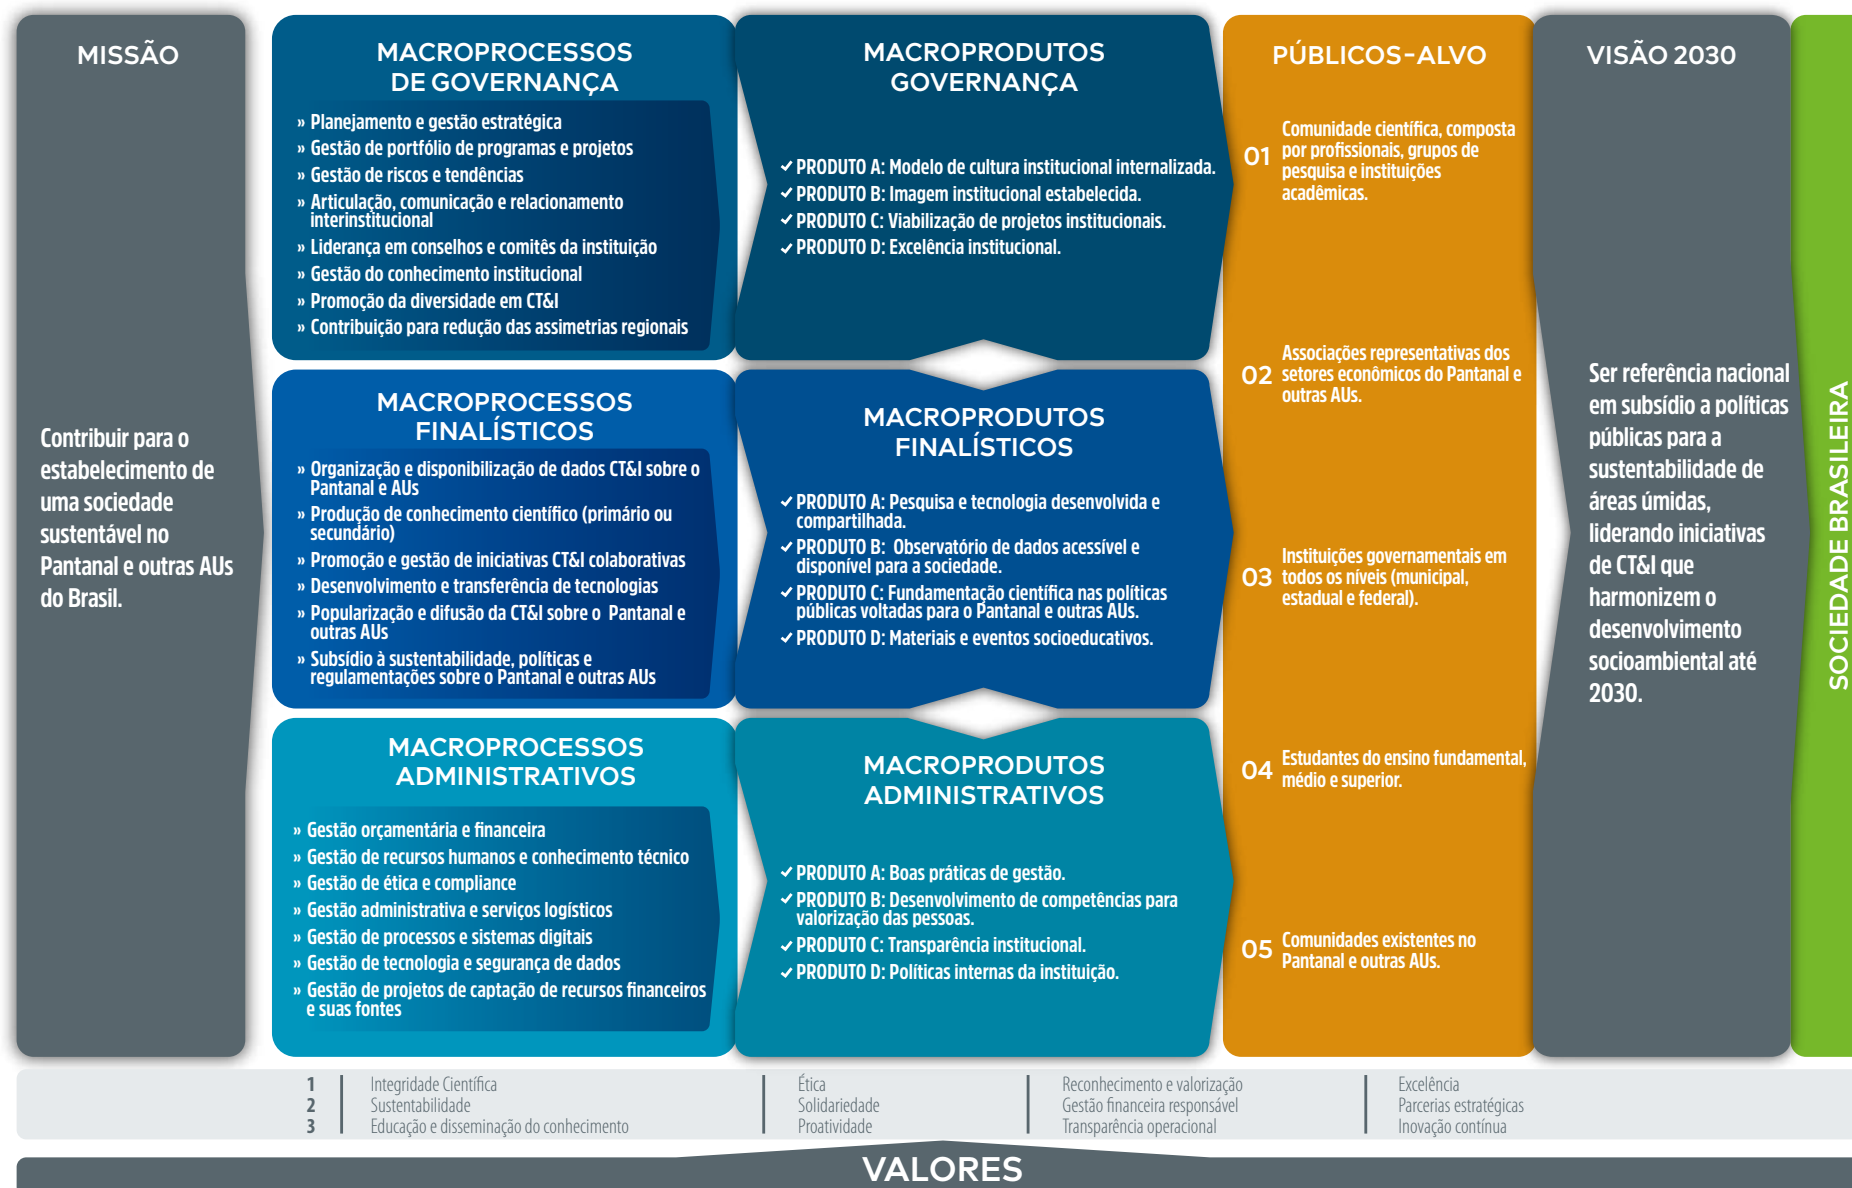 MISSÃO
Contribuir para o
estabelecimento de
uma sociedade
sustentável no
Pantanal e outras AUs
do Brasil.
MACROPROCESSOS
DE GOVERNANÇA
» Planejamento e gestão estratégica
» Gestão de portfólio de programas e projetos
» Gestão de riscos e tendências
» Articulação, comunicação e relacionamento
interinstitucional
» Liderança em conselhos e comitês da instituição
» Gestão do conhecimento institucional
» Promoção da diversidade em CT&I
» Contribuição para redução das assimetrias regionais
MACROPRODUTOS
GOVERNANÇA
✓ PRODUTO A: Modelo de cultura institucional internalizada.
✓ PRODUTO B: Imagem institucional estabelecida.
✓ PRODUTO C: Viabilização de projetos institucionais.
✓ PRODUTO D: Excelência institucional.
MACROPROCESSOS
FINALÍSTICOS
» Organização e disponibilização de dados CT&I sobre o
Pantanal e AUs
» Produção de conhecimento científico (primário ou
secundário)
» Promoção e gestão de iniciativas CT&I colaborativas
» Desenvolvimento e transferência de tecnologias
» Popularização e difusão da CT&I sobre o Pantanal e
outras AUs
» Subsídio à sustentabilidade, políticas e
regulamentações sobre o Pantanal e outras AUs
MACROPRODUTOS
FINALÍSTICOS
✓ PRODUTO A: Pesquisa e tecnologia desenvolvida e
compartilhada.
✓ PRODUTO B: Observatório de dados acessível e
disponível para a sociedade.
✓ PRODUTO C: Fundamentação científica nas políticas
públicas voltadas para o Pantanal e outras AUs.
✓ PRODUTO D: Materiais e eventos socioeducativos.
MACROPROCESSOS
ADMINISTRATIVOS
» Gestão orçamentária e financeira
» Gestão de recursos humanos e conhecimento técnico
» Gestão de ética e compliance
» Gestão administrativa e serviços logísticos
» Gestão de processos e sistemas digitais
» Gestão de tecnologia e segurança de dados
» Gestão de projetos de captação de recursos financeiros
e suas fontes
MACROPRODUTOS
ADMINISTRATIVOS
✓ PRODUTO A: Boas práticas de gestão.
✓ PRODUTO B: Desenvolvimento de competências para
valorização das pessoas.
✓ PRODUTO C: Transparência institucional.
✓ PRODUTO D: Políticas internas da instituição.
PÚBLICOS-ALVO
01 Comunidade científica, composta
por profissionais, grupos de
pesquisa e instituições
acadêmicas.
02 Associações representativas dos
setores econômicos do Pantanal e
outras AUs.
03 Instituições governamentais em
todos os níveis (municipal,
estadual e federal).
04 Estudantes do ensino fundamental,
médio e superior.
05 Comunidades existentes no
Pantanal e outras AUs.
VISÃO 2030
Ser referência nacional
em subsídio a políticas
públicas para a
sustentabilidade de
áreas úmidas,
liderando iniciativas
de CT&I que
harmonizem o
desenvolvimento
socioambiental até
2030.
SOCIEDADE BRASILEIRA
1 Integridade Científica Ética Reconhecimento e valorização Excelência
2 Sustentabilidade Solidariedade Gestão financeira responsável Parcerias estratégicas
3 Educação e disseminação do conhecimento Proatividade Transparência operacional Inovação contínua
VALORES